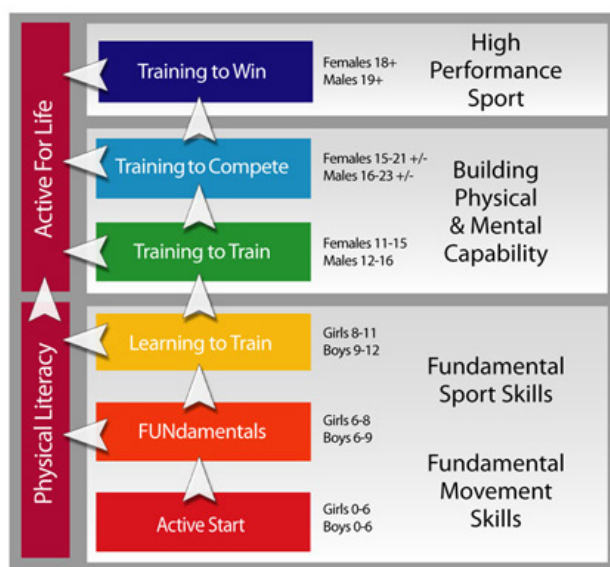 Active For Life
Physical Literacy
Training to Win
Females 18+
Males 19+
High
Performance
Sport
Training to Compete
Females 15-21 +/-
Males 16-23 +/-
Training to Train
Females 11-15
Males 12-16
Building
Physical
& Mental
Capability
Learning to Train
Girls 8-11
Boys 9-12
Fundamental
Sport Skills
FUNdamentals
Girls 6-8
Boys 6-9
Active Start
Girls 0-6
Boys 0-6
Fundamental
Movement
Skills